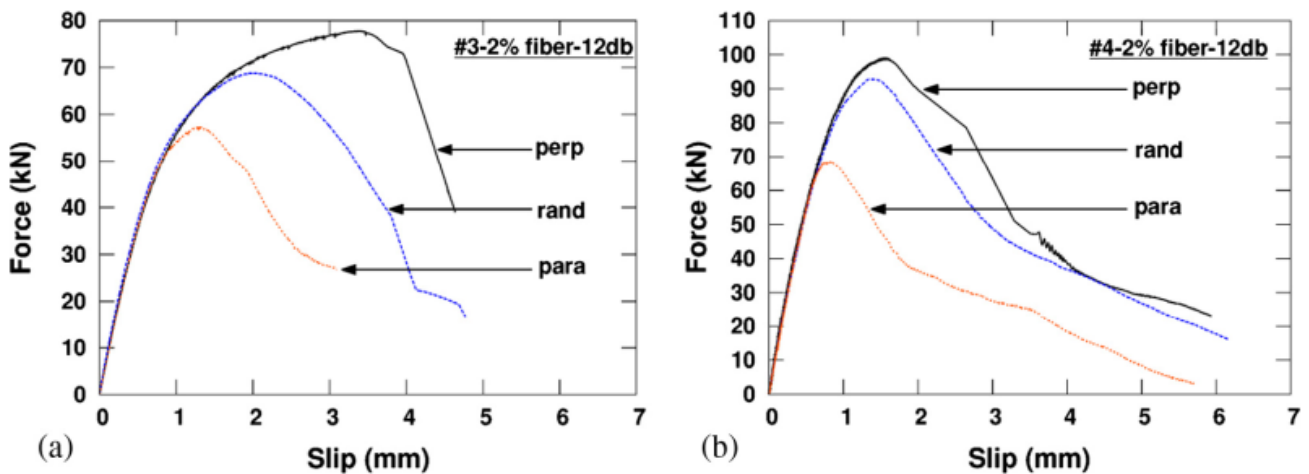 80
70
60
50
40
30
20
10
0
Force (kN)
#3-2% fiber-12db
perp
rand
para
0 1 2 3 4 5 6 7
Slip (mm)
(a)
110
100
90
80
70
60
50
40
30
20
10
0
Force (kN)
#4-2% fiber-12db
perp
rand
para
0 1 2 3 4 5 6 7
Slip (mm)
(b)